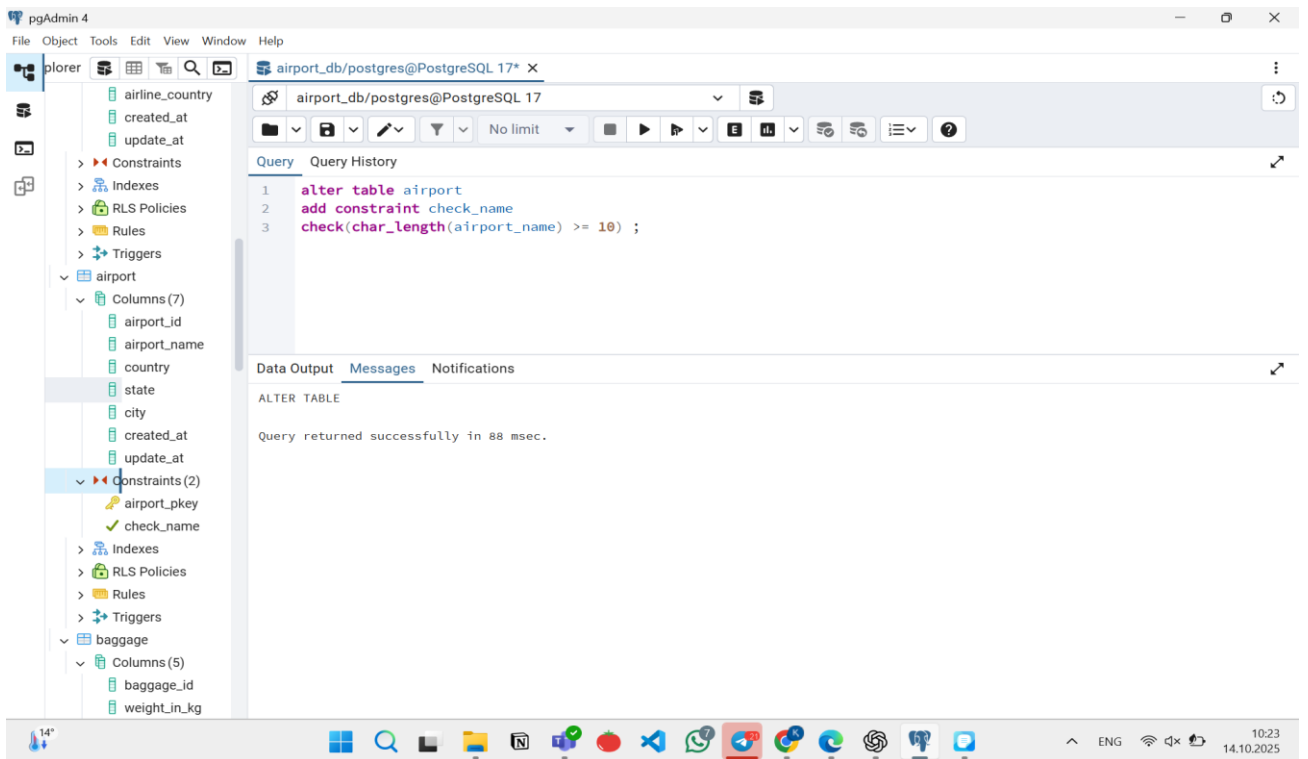 pgAdmin 4
File Object Tools Edit View Window Help
plorer
airport_db/postgres@PostgreSQL 17*
airline_country
created_at
update_at
Constraints
Indexes
RLS Policies
Rules
Triggers
airport
Columns (7)
airport_id
airport_name
country
state
city
created_at
update_at
Constraints (2)
airport_pkey
check_name
Indexes
RLS Policies
Rules
Triggers
baggage
Columns (5)
baggage_id
weight_in_kg
airport_db/postgres@PostgreSQL 17
No limit
E
Query Query History
1 alter table airport
2 add constraint check_name
3 check(char_length(airport_name) >= 10) ;
Data Output Messages Notifications
ALTER TABLE
Query returned successfully in 88 msec.
14°
7
21
K
ENG
10:23
14.10.2025